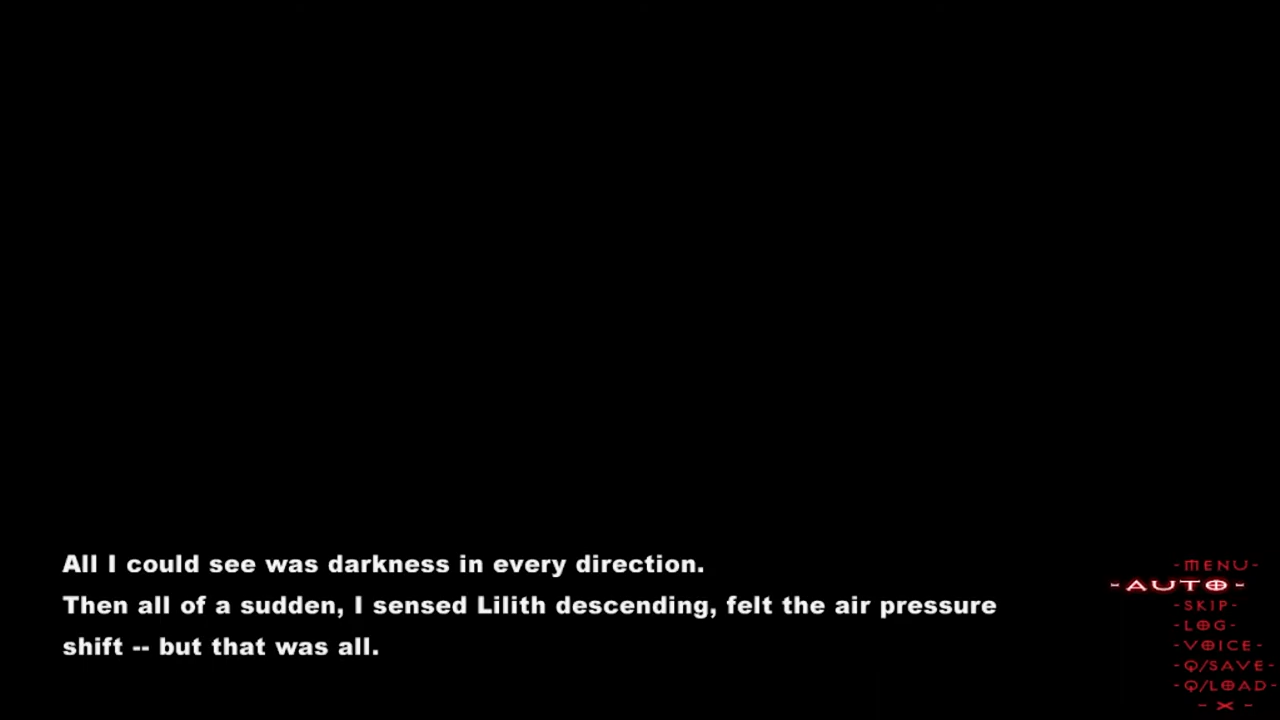 All I could see was darkness in every direction.
Then all of a sudden, I sensed Lilith descending, felt the air pressure
shift -- but that was all.
-MENU-
-AUTO-
-SKIP-
-LOG-
-VOICE-
-Q/SAVE-
-Q/LOAD-
-X-